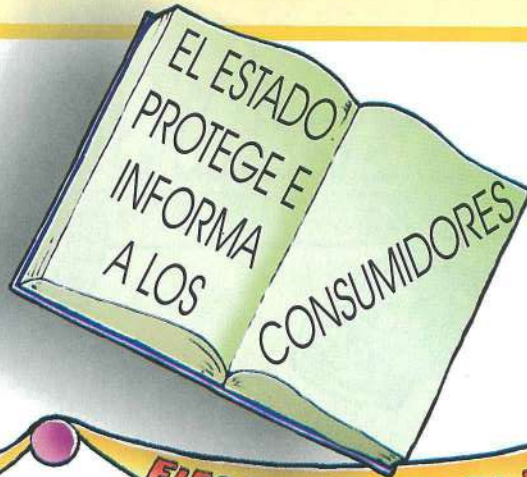 EL ESTADO
PROTEGE E
INFORMA
A LOS
CONSUMIDORES